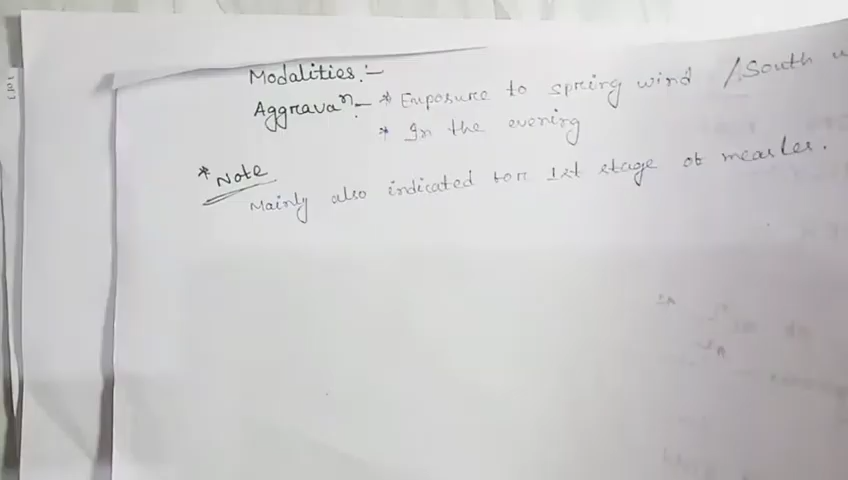 Modalities :-
Aggravaⁿ :- * Exposure to spring wind / South
* In the evening
* Note
Mainly also indicated for 1st stage of measles.